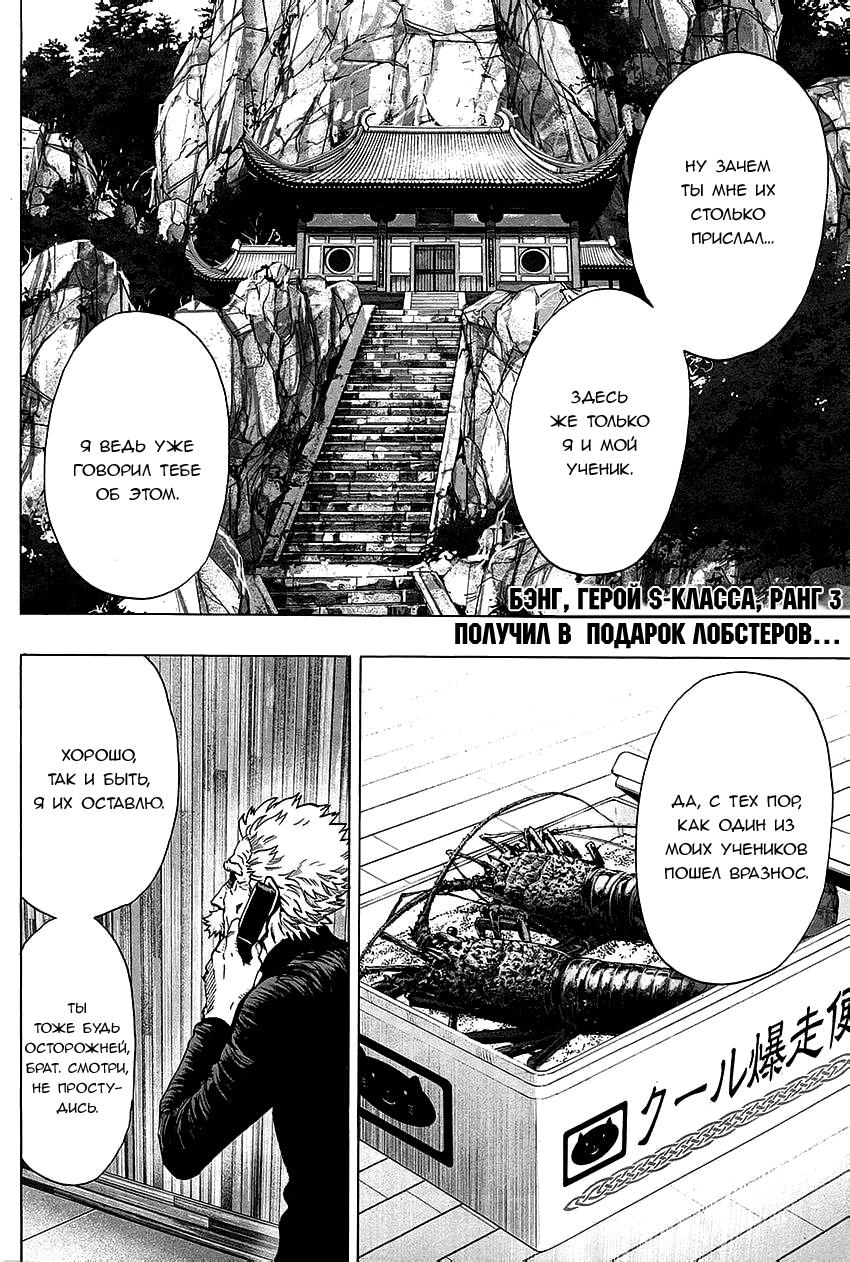 НУ ЗАЧЕМ
ТЫ МНЕ ИХ
СТОЛЬКО
ПРИСЛАЛ...
ЗДЕСЬ
ЖЕ ТОЛЬКО
Я И МОЙ
УЧЕНИК.
Я ВЕДЬ УЖЕ
ГОВОРИЛ ТЕБЕ
ОБ ЭТОМ.
БЭНГ, ГЕРОЙ S-КЛАССА, РАНГ 3
ПОЛУЧИЛ В ПОДАРОК ЛОБСТЕРОВ...
ДА, С ТЕХ ПОР,
КАК ОДИН ИЗ
МОИХ УЧЕНИКОВ
ПОШЕЛ ВРАЗНОС.
クール爆走便
ХОРОШО,
ТАК И БЫТЬ,
Я ИХ ОСТАВЛЮ.
ТЫ
ТОЖЕ БУДЬ
ОСТОРОЖНЕЙ,
БРАТ. СМОТРИ,
НЕ ПРОСТУ-
ДИСЬ.